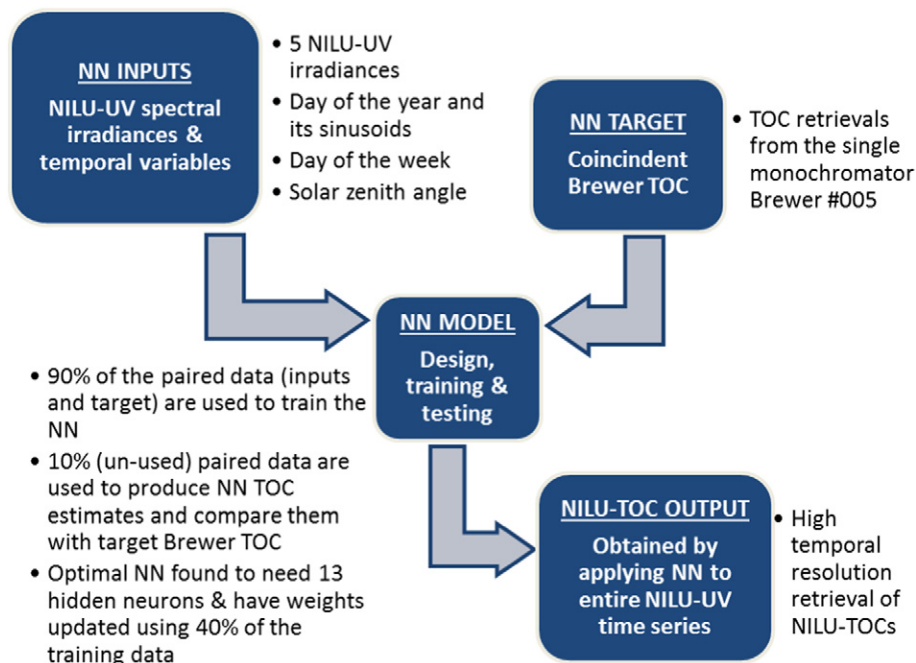 NN INPUTS
NILU-UV spectral
irradiances &
temporal variables
• 5 NILU-UV
irradiances
• Day of the year and
its sinusoids
• Day of the week
• Solar zenith angle
NN TARGET
Coincident
Brewer TOC
• TOC retrievals
from the single
monochromator
Brewer #005
NN MODEL
Design,
training &
testing
• 90% of the paired data (inputs
and target) are used to train the
NN
• 10% (un-used) paired data are
used to produce NN TOC
estimates and compare them
with target Brewer TOC
• Optimal NN found to need 13
hidden neurons & have weights
updated using 40% of the
training data
NILU-TOC OUTPUT
Obtained by
applying NN to
entire NILU-UV
time series
• High
temporal
resolution
retrieval of
NILU-TOCs